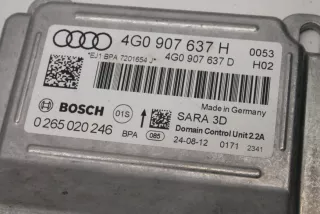 4G0 907 637 H 0053
*EJ1 BPA 7201654 J* 4G0 907 637 D H02
Made in Germany
BOSCH 01S SARA 3D
Domain Control Unit 2.2A
0 265 020 246 BPA 085 24-08-12 0171 2341